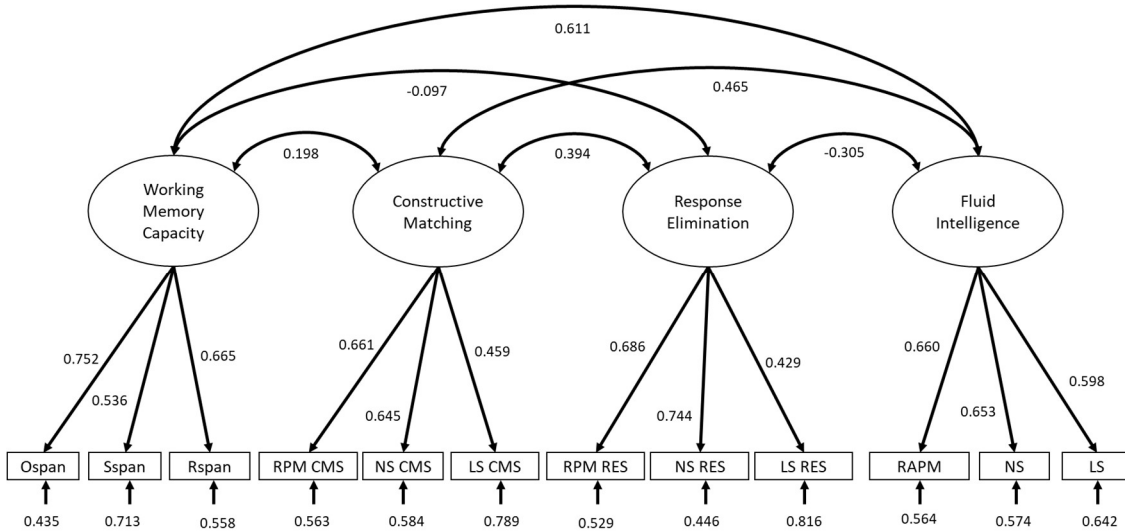 0.611
-0.097
0.465
0.198
0.394
-0.305
Working
Memory
Capacity
Constructive
Matching
Response
Elimination
Fluid
Intelligence
0.752
0.536
0.665
0.661
0.645
0.459
0.686
0.744
0.429
0.660
0.653
0.598
Ospan
Sspan
Rspan
RPM CMS
NS CMS
LS CMS
RPM RES
NS RES
LS RES
RAPM
NS
LS
0.435
0.713
0.558
0.563
0.584
0.789
0.529
0.446
0.816
0.564
0.574
0.642